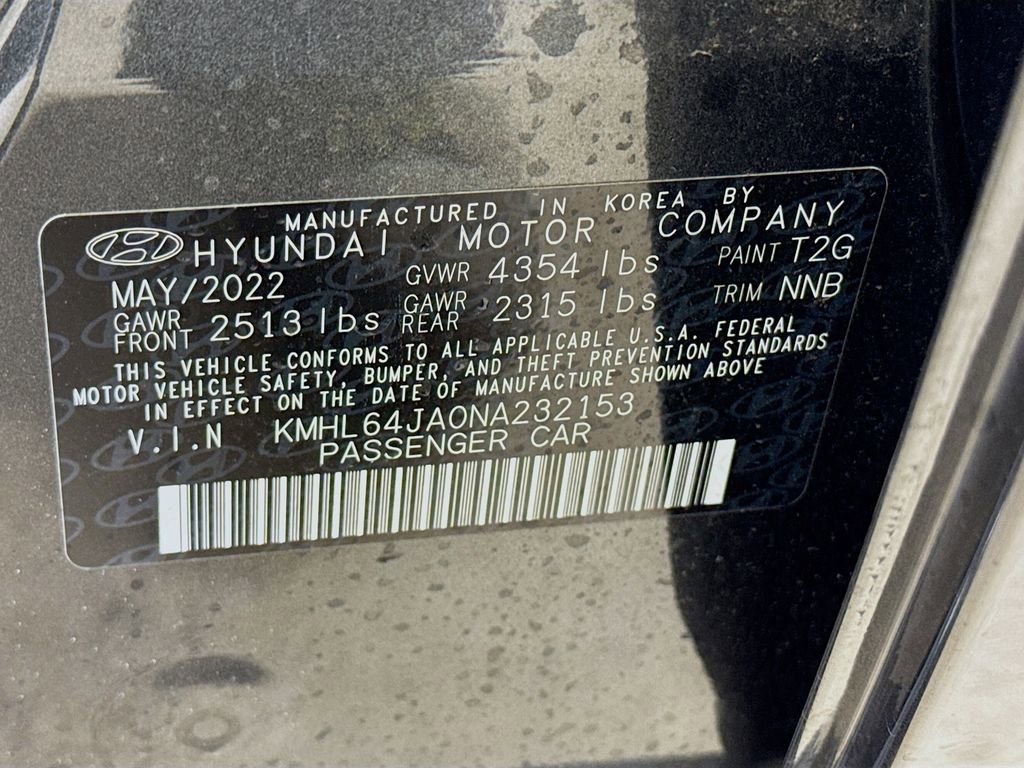 MANUFACTURED IN KOREA BY
HYUNDAI MOTOR COMPANY
MAY/2022 GVWR 4354 lbs PAINT T2G
GAWR FRONT 2513 lbs GAWR REAR 2315 lbs TRIM NNB
THIS VEHICLE CONFORMS TO ALL APPLICABLE U.S.A. FEDERAL
MOTOR VEHICLE SAFETY, BUMPER, AND THEFT PREVENTION STANDARDS
IN EFFECT ON THE DATE OF MANUFACTURE SHOWN ABOVE
V.I.N KMHL64JA0NA232153
PASSENGER CAR